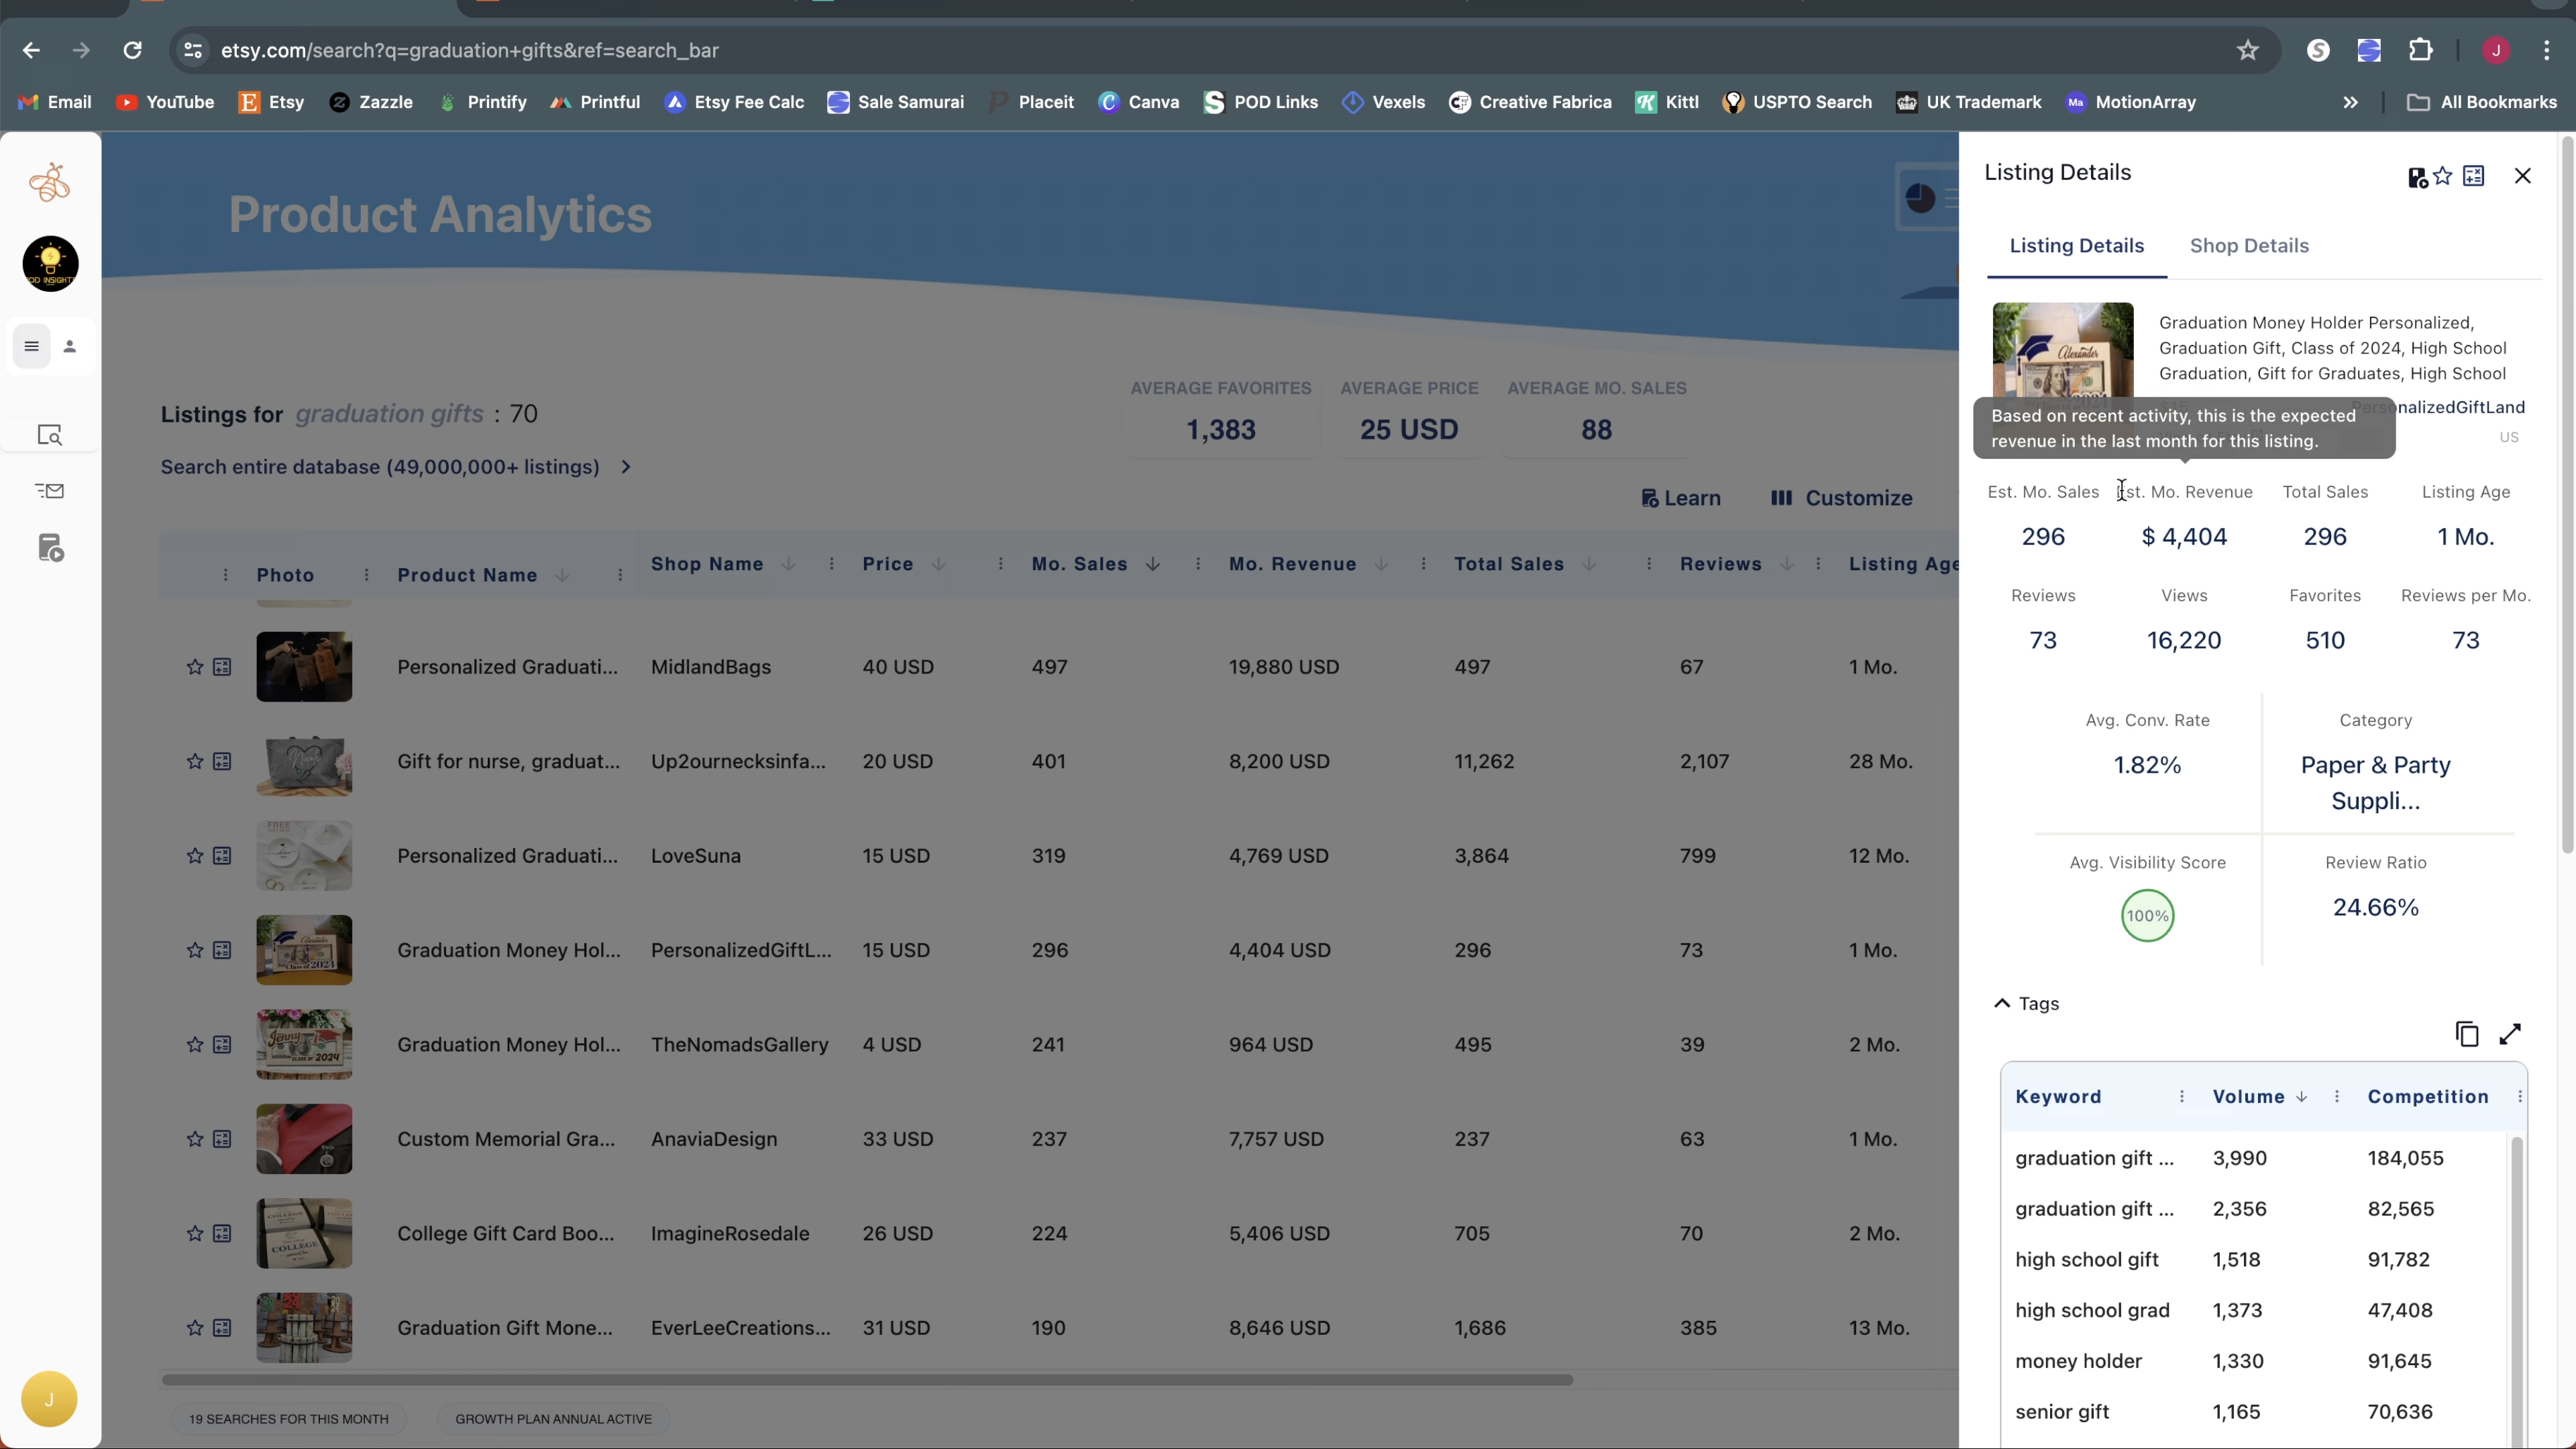 etsy.com/search?q=graduation+gifts&ref=search_bar
J
Email YouTube Etsy Zazzle Printify Printful Etsy Fee Calc Sale Samurai Placeit Canva POD Links Vexels Creative Fabrica Kittl USPTO Search UK Trademark MotionArray All Bookmarks
Product Analytics
Listings for graduation gifts : 70
Search entire database (49,000,000+ listings)
AVERAGE FAVORITES AVERAGE PRICE AVERAGE MO. SALES
1,383 25 USD 88
Learn Customize
Photo Product Name Shop Name Price Mo. Sales Mo. Revenue Total Sales Reviews Listing Age
Personalized Graduati... MidlandBags 40 USD 497 19,880 USD 497 67 1 Mo.
Gift for nurse, graduat... Up2ournecksinfa... 20 USD 401 8,200 USD 11,262 2,107 28 Mo.
Personalized Graduati... LoveSuna 15 USD 319 4,769 USD 3,864 799 12 Mo.
Graduation Money Hol... PersonalizedGiftL... 15 USD 296 4,404 USD 296 73 1 Mo.
Graduation Money Hol... TheNomadsGallery 4 USD 241 964 USD 495 39 2 Mo.
Custom Memorial Gra... AnaviaDesign 33 USD 237 7,757 USD 237 63 1 Mo.
College Gift Card Boo... ImagineRosedale 26 USD 224 5,406 USD 705 70 2 Mo.
Graduation Gift Mone... EverLeeCreations... 31 USD 190 8,646 USD 1,686 385 13 Mo.
J
19 SEARCHES FOR THIS MONTH GROWTH PLAN ANNUAL ACTIVE
Listing Details
Listing Details Shop Details
Graduation Money Holder Personalized,
Graduation Gift, Class of 2024, High School
Graduation, Gift for Graduates, High School
Alexander
PersonalizedGiftLand
US
Based on recent activity, this is the expected
revenue in the last month for this listing.
Est. Mo. Sales Est. Mo. Revenue Total Sales Listing Age
296 $ 4,404 296 1 Mo.
Reviews Views Favorites Reviews per Mo.
73 16,220 510 73
Avg. Conv. Rate Category
1.82% Paper & Party
Suppli...
Avg. Visibility Score Review Ratio
100% 24.66%
Tags
Keyword Volume Competition
graduation gift ... 3,990 184,055
graduation gift ... 2,356 82,565
high school gift 1,518 91,782
high school grad 1,373 47,408
money holder 1,330 91,645
senior gift 1,165 70,636